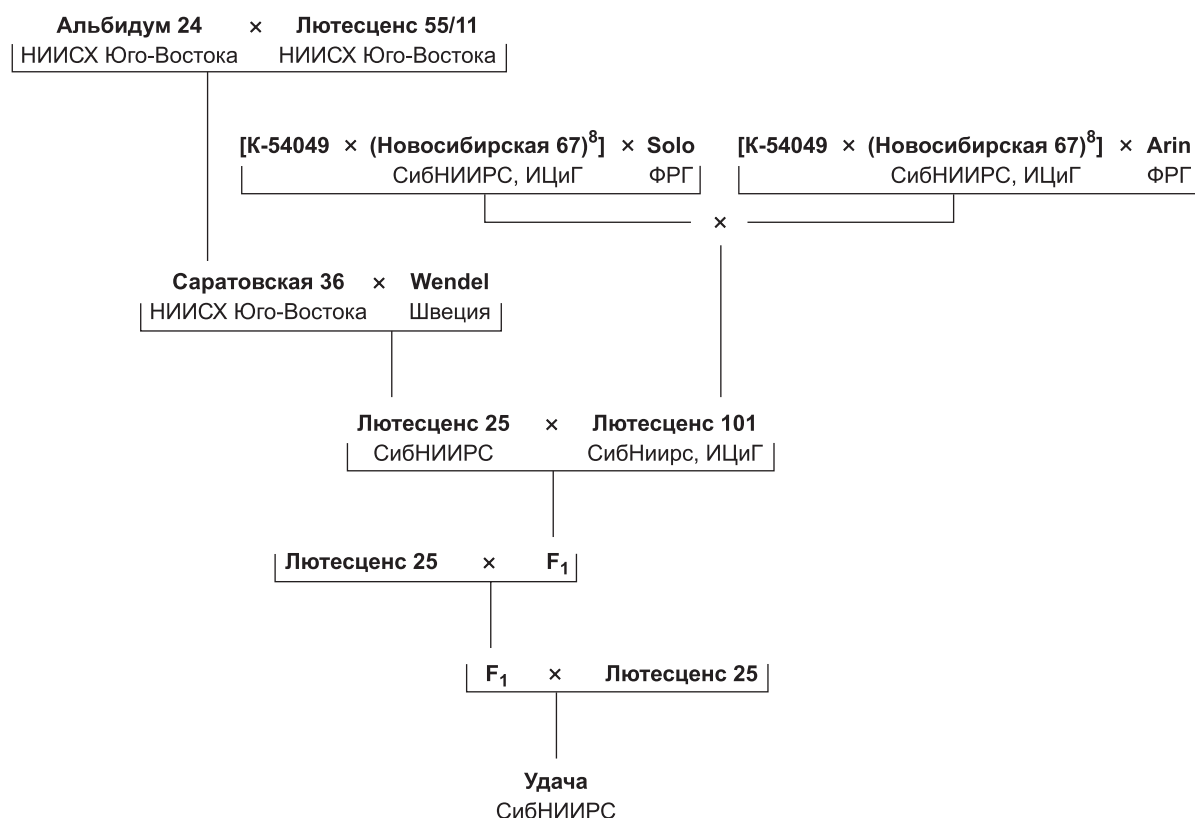 Альбидум 24 × Лютесценс 55/11
НИИСХ Юго-Востока НИИСХ Юго-Востока
[К-54049 × (Новосибирская 67)⁸] × Solo [К-54049 × (Новосибирская 67)⁸] × Arin
СибНИИРС, ИЦиГ ФРГ СибНИИРС, ИЦиГ ФРГ
×
Саратовская 36 × Wendel
НИИСХ Юго-Востока Швеция
Лютесценс 25 × Лютесценс 101
СибНИИРС СибНиирс, ИЦиГ
Лютесценс 25 × F₁
F₁ × Лютесценс 25
Удача
СибНИИРС